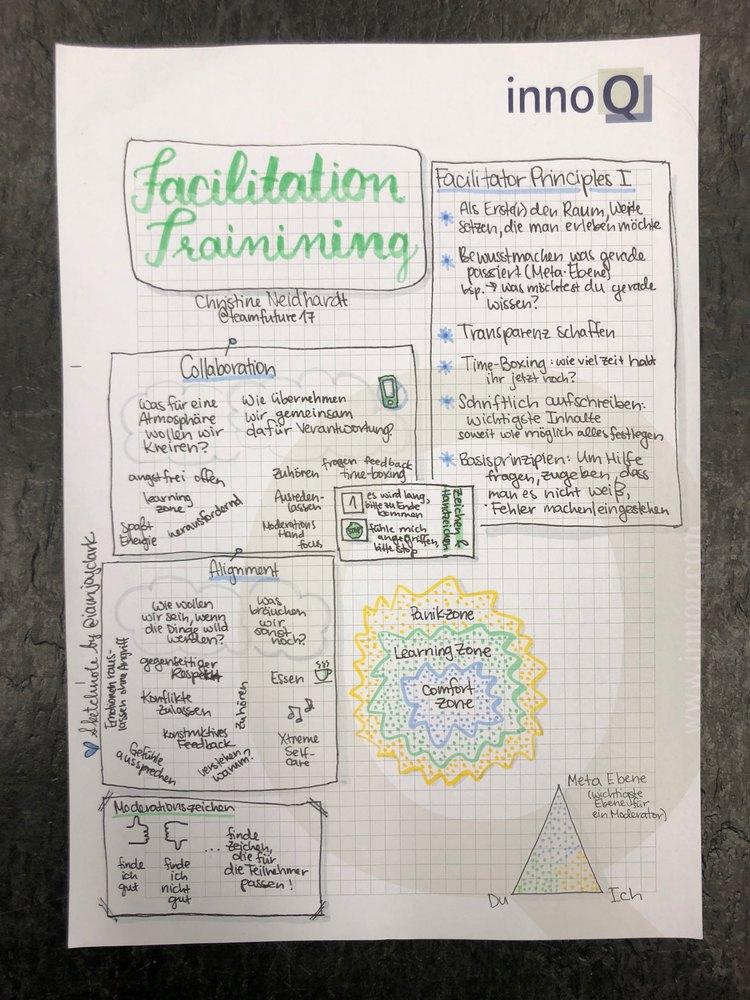 innoQ
Facilitation
Trainining
Christine Neidhardt
@teamfuture17
Facilitator Principles I
Als Erste(r) den Raum, Werte
setzen, die man erleben möchte
Bewusstmachen was gerade
passiert (Meta-Ebene)
bsp. → was möchtest du gerade
wissen?
Transparenz schaffen
Time-Boxing: wie viel zeit habt
ihr jetzt noch?
Schriftlich aufschreiben:
wichtigste Inhalte
soweit wie möglich alles festlegen
Basisprinzipien: Um Hilfe
fragen, zugeben, dass
man es nicht weiß,
Fehler machen/eingestehen
Collaboration
was für eine
Atmosphäre
wollen wir
kreiren?
Wie übernehmen
wir gemeinsam
dafür Verantwortung?
angstfrei offen
learning
zone
Spaß+
Energie
herausfordernd
zuhören
fragen feedback
time-boxing
Ausreden-
lassen
Moderations
Hand
focus
1
es wird lang,
bitte zu Ende
kommen
STOP
fühle mich
angegriffen,
bitte stop
Zeichen &
Handzeichen
Alignment
wie wollen
wir sein, wenn
die Dinge wild
werden?
was
bräuchen
wir
sonst
noch?
Emotionen raus-
lassen ohne Angriff
gegenseitiger
Respekt
Konflikte
zulassen
zuhören
Konstruktives
Feedback
Gefühle
aussprechen
verstehen
warum?
Essen
Xtreme
Self-
care
Sketchnote by @iamjayclark
Panikzone
Learning Zone
Comfort
zone
Moderationszeichen
finde
ich
gut
finde
ich
nicht
gut
... finde
zeichen,
die für
die Teilnehmer
passen!
Meta Ebene
(wichtigste
Ebene für
ein Moderator)
Du
Ich